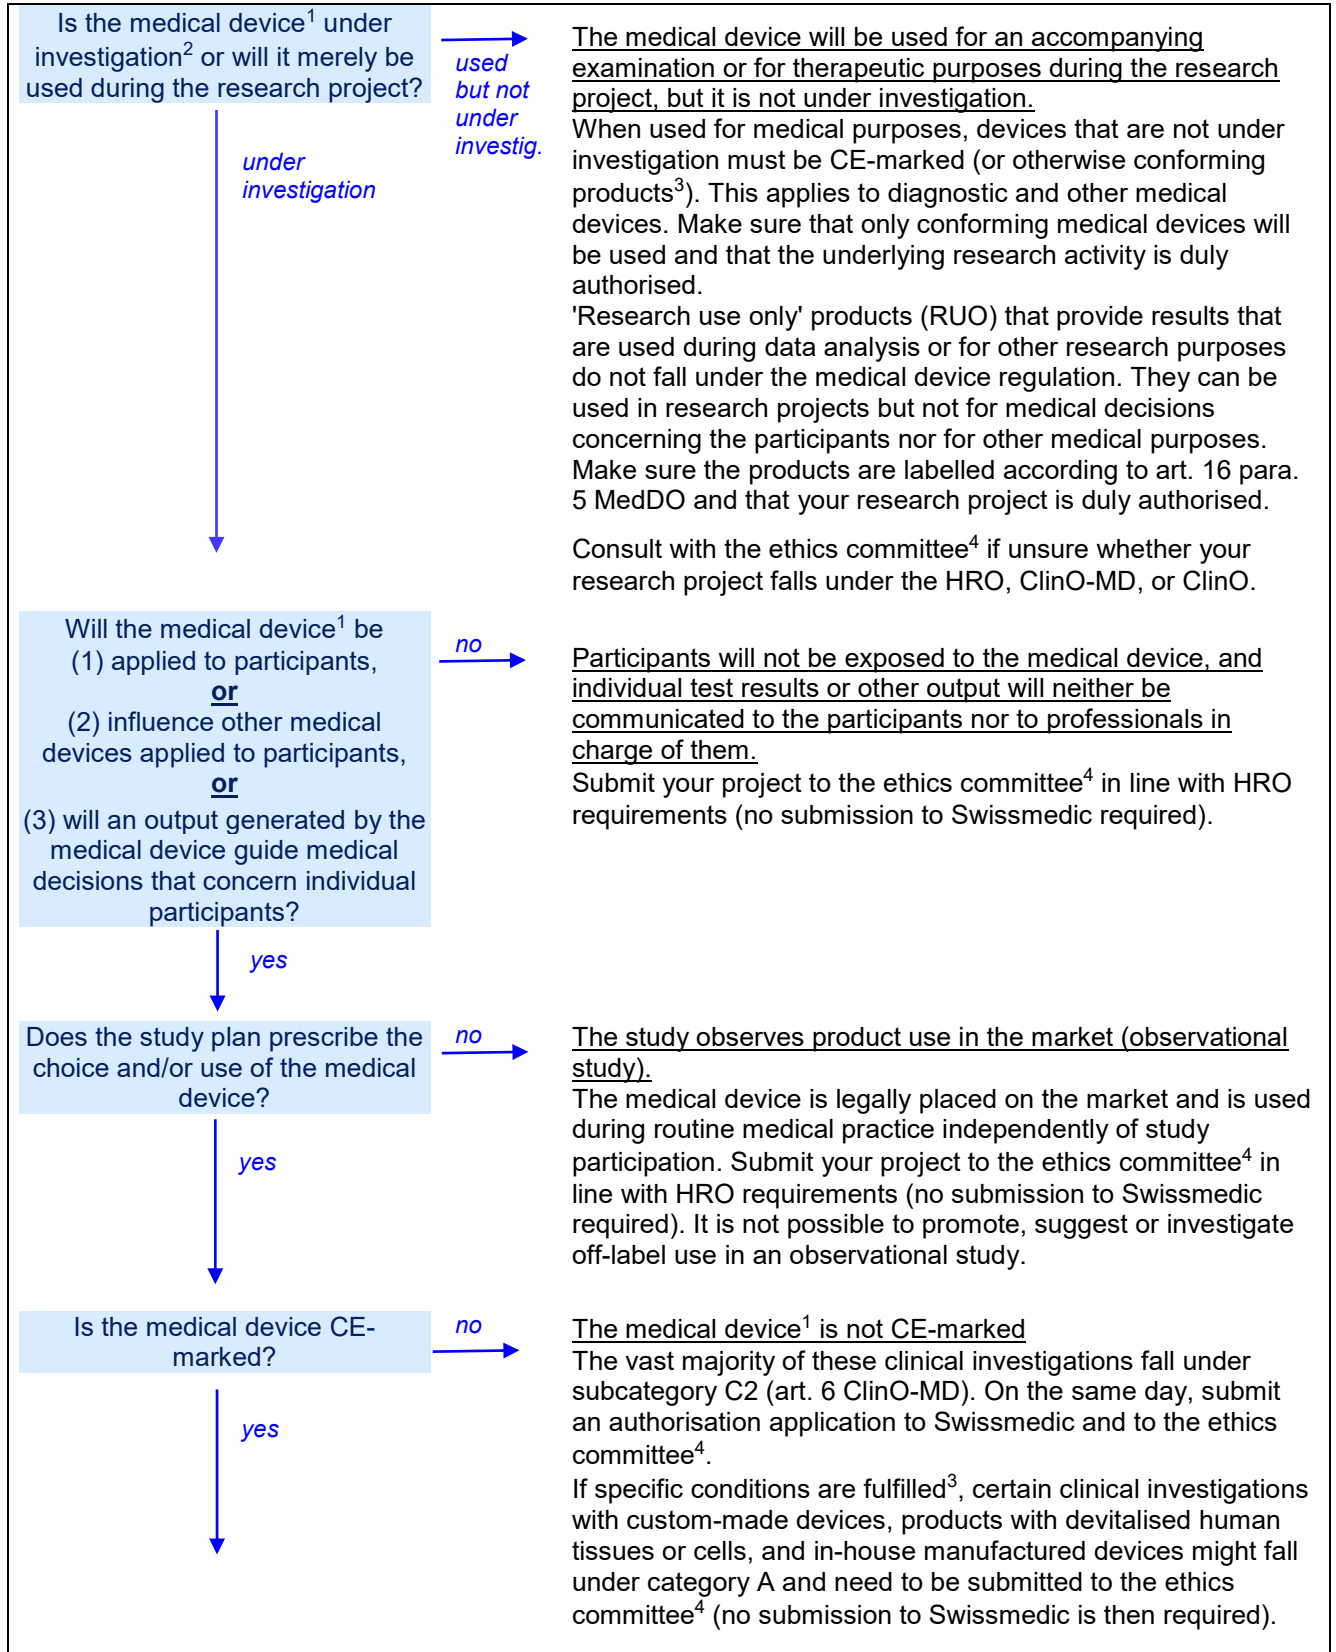 Is the medical device1 under
investigation2 or will it merely be
used during the research project?
used
but not
under
investig.
under
investigation
The medical device will be used for an accompanying
examination or for therapeutic purposes during the research
project, but it is not under investigation.
When used for medical purposes, devices that are not under
investigation must be CE-marked (or otherwise conforming
products3). This applies to diagnostic and other medical
devices. Make sure that only conforming medical devices will
be used and that the underlying research activity is duly
authorised.
'Research use only' products (RUO) that provide results that
are used during data analysis or for other research purposes
do not fall under the medical device regulation. They can be
used in research projects but not for medical decisions
concerning the participants nor for other medical purposes.
Make sure the products are labelled according to art. 16 para.
5 MedDO and that your research project is duly authorised.
Consult with the ethics committee4 if unsure whether your
research project falls under the HRO, ClinO-MD, or ClinO.
Will the medical device1 be
(1) applied to participants,
or
(2) influence other medical
devices applied to participants,
or
(3) will an output generated by the
medical device guide medical
decisions that concern individual
participants?
no
yes
Participants will not be exposed to the medical device, and
individual test results or other output will neither be
communicated to the participants nor to professionals in
charge of them.
Submit your project to the ethics committee4 in line with HRO
requirements (no submission to Swissmedic required).
Does the study plan prescribe the
choice and/or use of the medical
device?
no
yes
The study observes product use in the market (observational
study).
The medical device is legally placed on the market and is used
during routine medical practice independently of study
participation. Submit your project to the ethics committee4 in
line with HRO requirements (no submission to Swissmedic
required). It is not possible to promote, suggest or investigate
off-label use in an observational study.
Is the medical device CE-
marked?
no
yes
The medical device1 is not CE-marked
The vast majority of these clinical investigations fall under
subcategory C2 (art. 6 ClinO-MD). On the same day, submit
an authorisation application to Swissmedic and to the ethics
committee4.
If specific conditions are fulfilled3, certain clinical investigations
with custom-made devices, products with devitalised human
tissues or cells, and in-house manufactured devices might fall
under category A and need to be submitted to the ethics
committee4 (no submission to Swissmedic is then required).